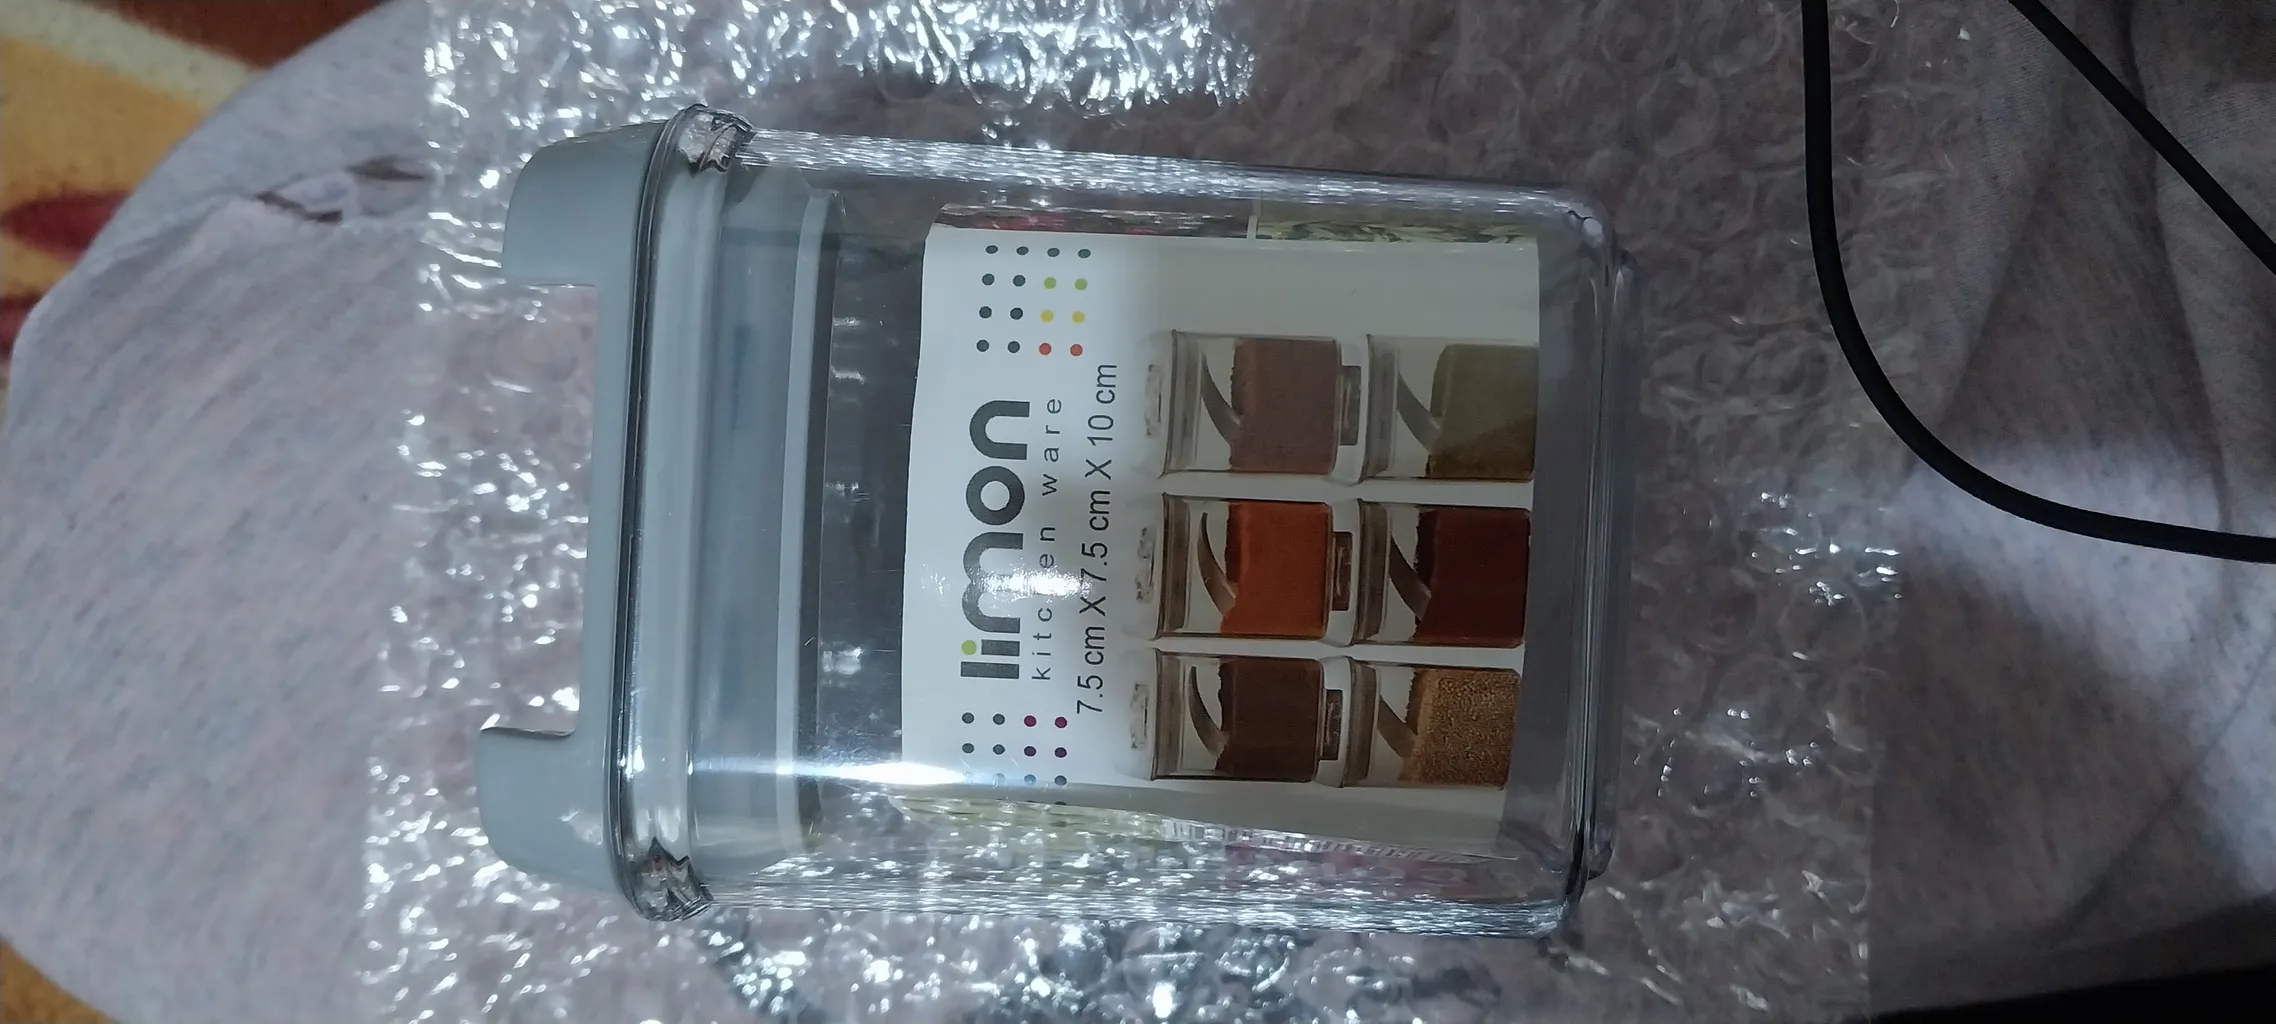 limon
kitchen ware
7.5 cm X 7.5 cm X 10 cm